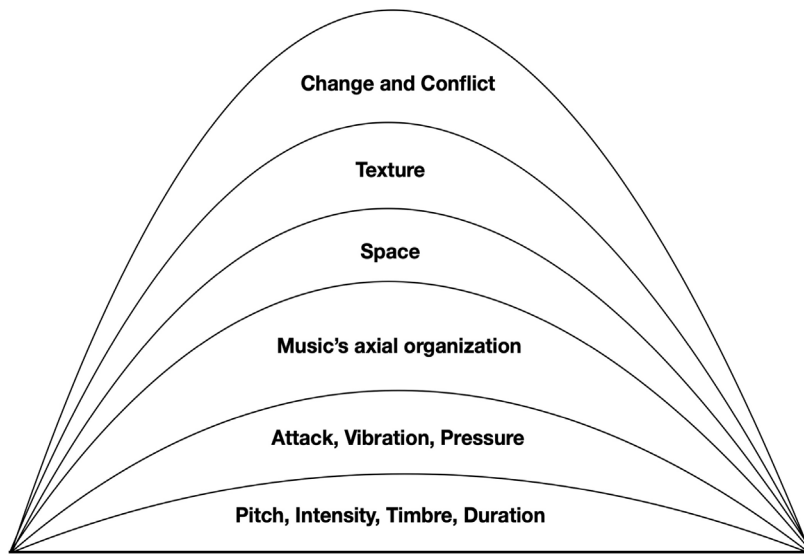 Change and Conflict
Texture
Space
Music’s axial organization
Attack, Vibration, Pressure
Pitch, Intensity, Timbre, Duration